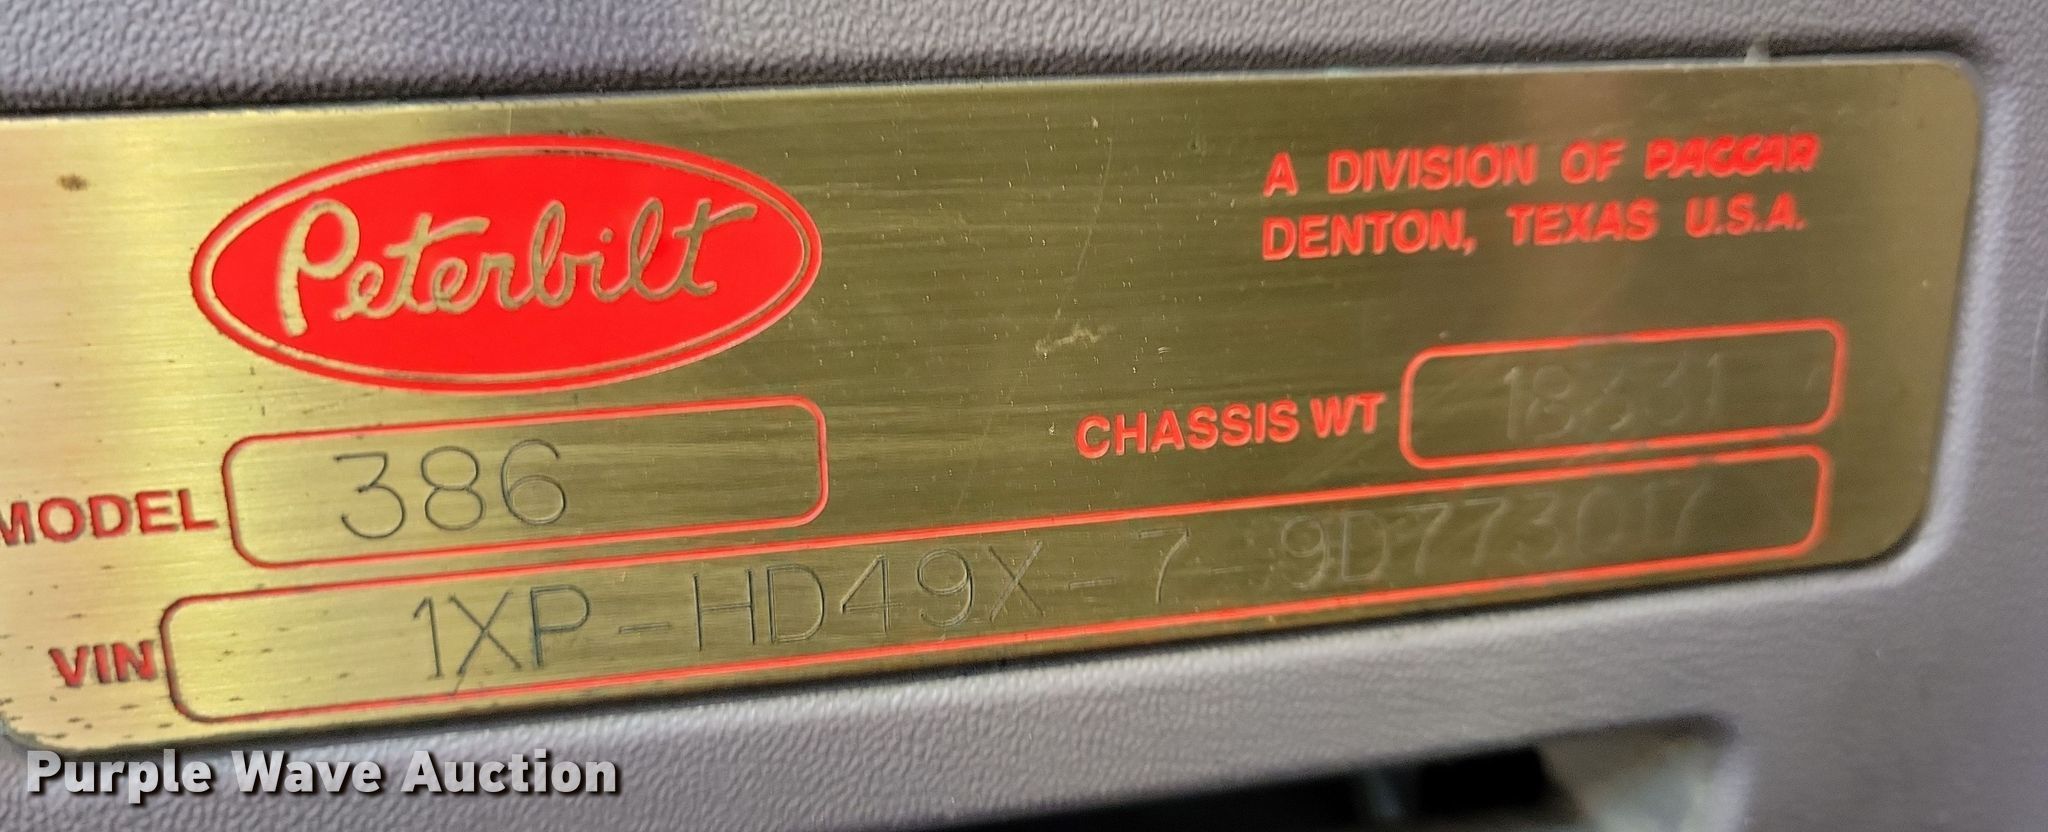 Peterbilt
A DIVISION OF PACCAR
DENTON, TEXAS U.S.A.
MODEL 386
CHASSIS WT
VIN 1XP-HD49X-7-9D773017
Purple Wave Auction